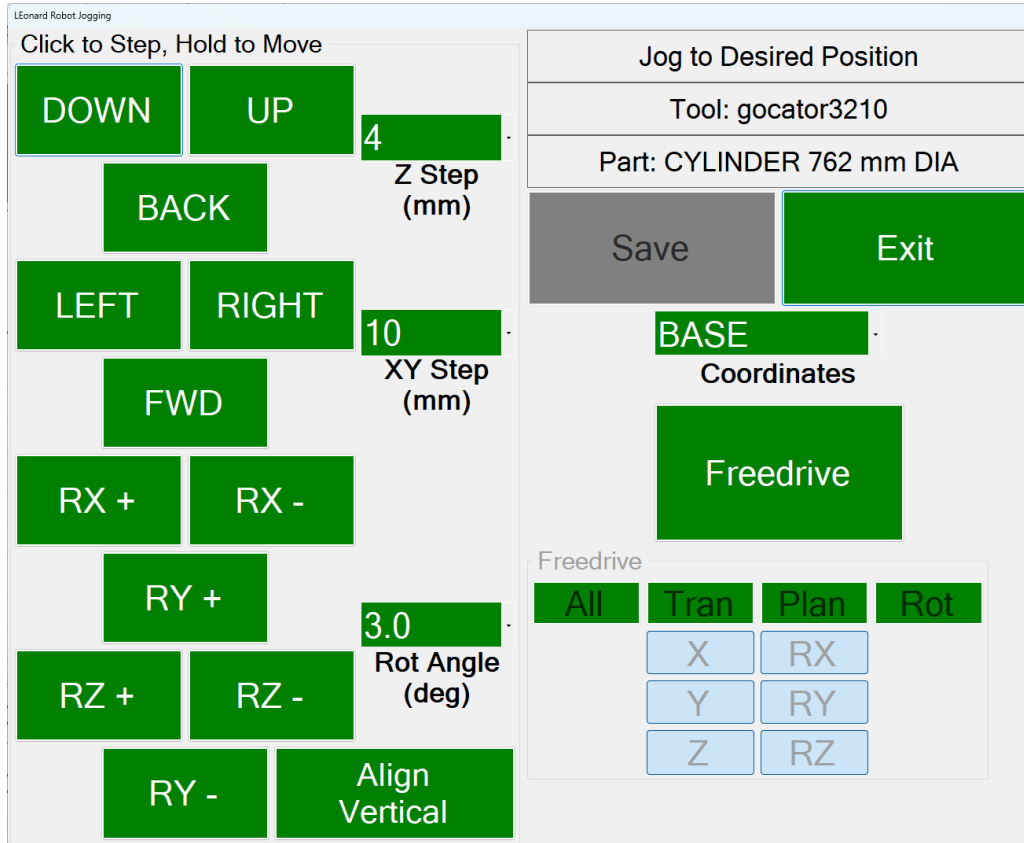 LEonard Robot Jogging
Click to Step, Hold to Move
DOWN
UP
4
Z Step
(mm)
BACK
LEFT
RIGHT
10
XY Step
(mm)
FWD
RX +
RX -
RY +
3.0
Rot Angle
(deg)
RZ +
RZ -
RY -
Align
Vertical
Jog to Desired Position
Tool: gocator3210
Part: CYLINDER 762 mm DIA
Save
Exit
BASE
Coordinates
Freedrive
Freedrive
All
Tran
Plan
Rot
X
RX
Y
RY
Z
RZ